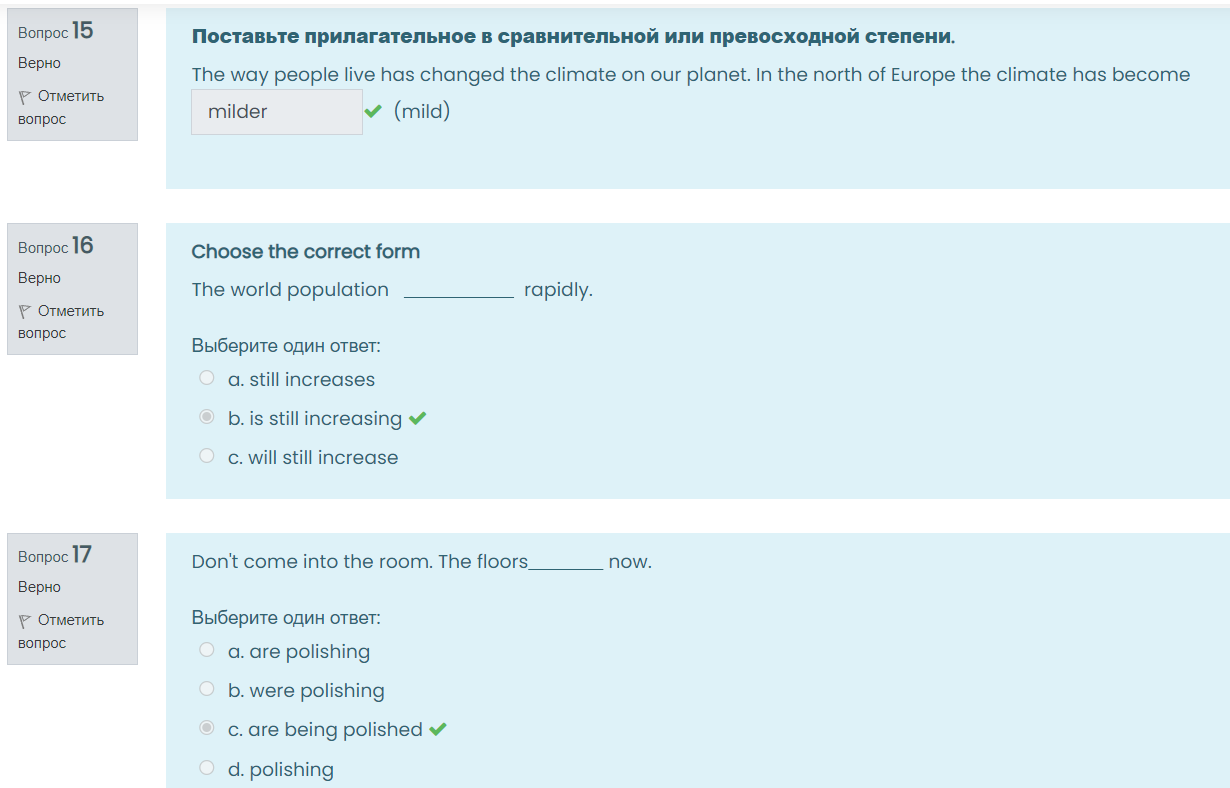 Вопрос 15
Верно
Отметить
вопрос
Поставьте прилагательное в сравнительной или превосходной степени.
The way people live has changed the climate on our planet. In the north of Europe the climate has become
milder (mild)
Вопрос 16
Верно
Отметить
вопрос
Choose the correct form
The world population __________ rapidly.
Выберите один ответ:
a. still increases
b. is still increasing
c. will still increase
Вопрос 17
Верно
Отметить
вопрос
Don't come into the room. The floors_______ now.
Выберите один ответ:
a. are polishing
b. were polishing
c. are being polished
d. polishing